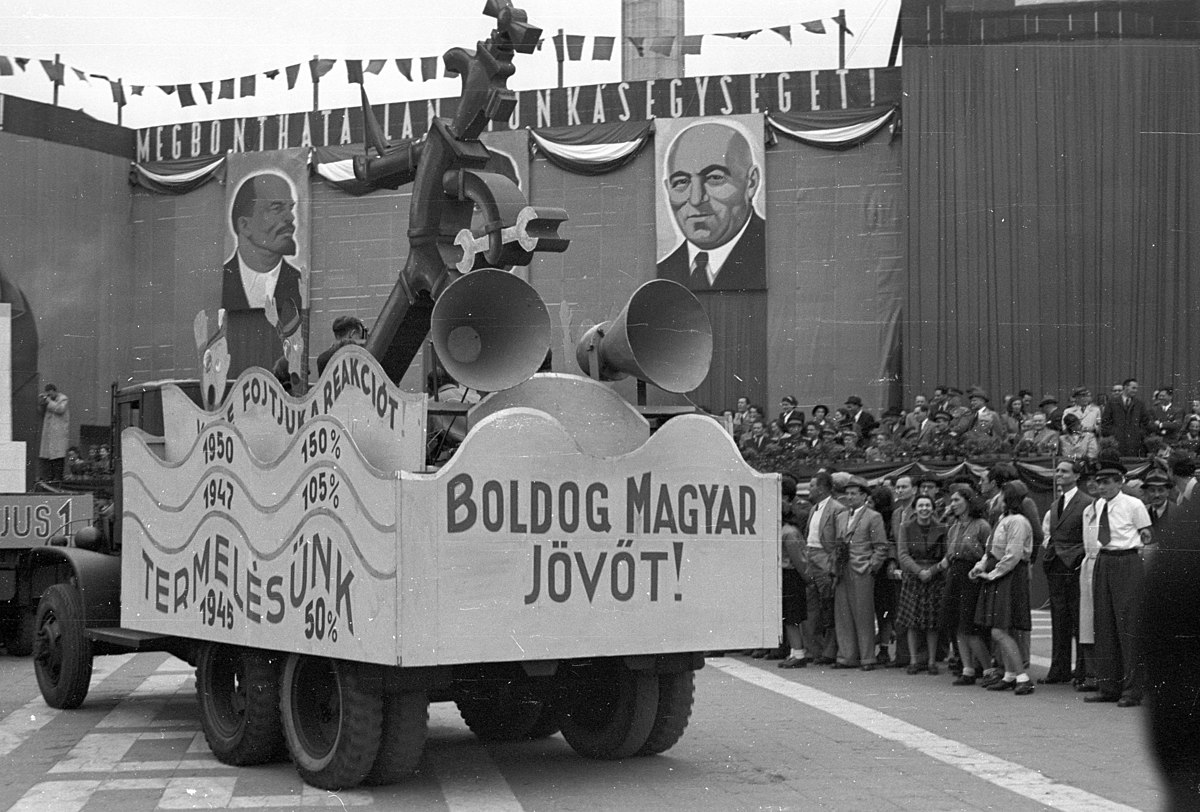 MEGBONTHATATLAN MUNKÁSEGYSÉGET!
FOJTJUK A REAKCIÓT
1950 150%
1947 105%
TERMELÉSÜNK
1945 50%
BOLDOG MAGYAR
JÖVŐT!
JUS 1